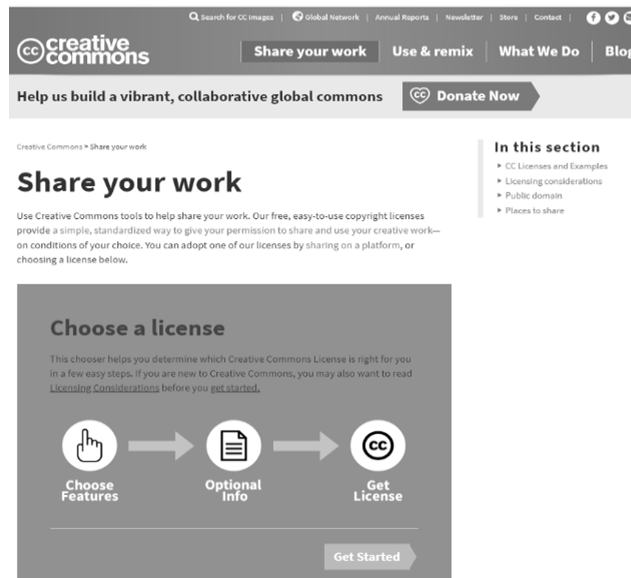 Search for CC Images | Global Network | Annual Reports | Newsletter | Store | Contact |
cc creative commons
Share your work Use & remix What We Do Blog
Help us build a vibrant, collaborative global commons
cc Donate Now
Creative Commons » Share your work
Share your work
Use Creative Commons tools to help share your work. Our free, easy-to-use copyright licenses
provide a simple, standardized way to give your permission to share and use your creative work—
on conditions of your choice. You can adopt one of our licenses by sharing on a platform, or
choosing a license below.
In this section
CC Licenses and Examples
Licensing considerations
Public domain
Places to share
Choose a license
This chooser helps you determine which Creative Commons License is right for you
in a few easy steps. If you are new to Creative Commons, you may also want to read
Licensing Considerations before you get started.
cc
Choose
Features
Optional
Info
Get
License
Get Started